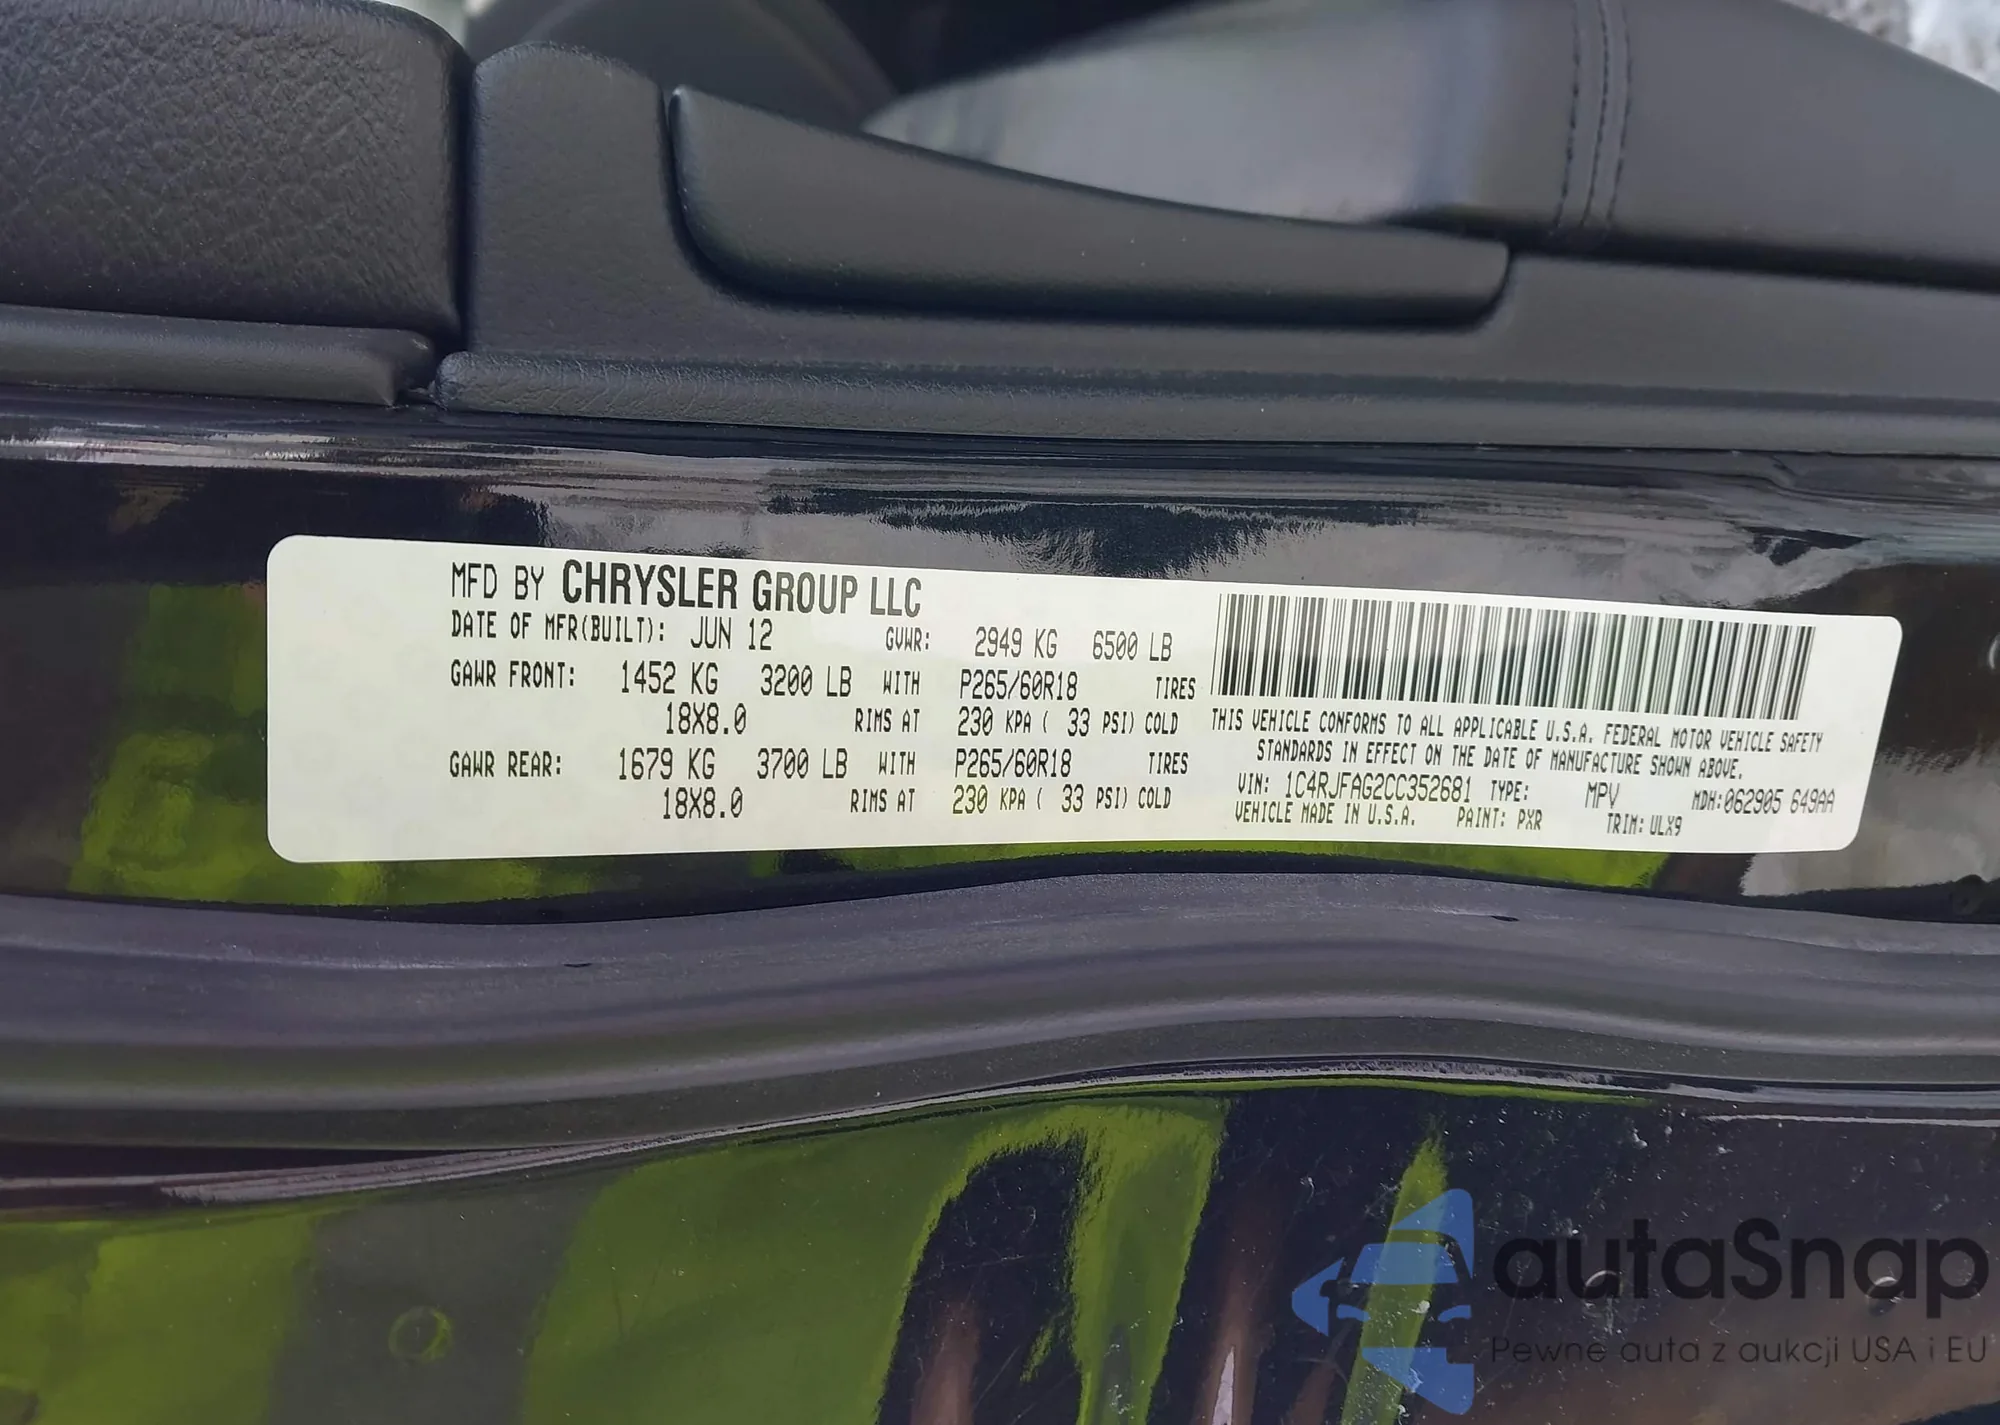 MFD BY CHRYSLER GROUP LLC
DATE OF MFR(BUILT): JUN 12 GVWR: 2949 KG 6500 LB
GAWR FRONT: 1452 KG 3200 LB WITH P265/60R18 TIRES
18X8.0 RIMS AT 230 KPA ( 33 PSI) COLD
GAWR REAR: 1679 KG 3700 LB WITH P265/60R18 TIRES
18X8.0 RIMS AT 230 KPA ( 33 PSI) COLD
THIS VEHICLE CONFORMS TO ALL APPLICABLE U.S.A. FEDERAL MOTOR VEHICLE SAFETY
STANDARDS IN EFFECT ON THE DATE OF MANUFACTURE SHOWN ABOVE.
VIN: 1C4RJFAG2CC352681 TYPE: MPV MDH:062905 649AA
VEHICLE MADE IN U.S.A. PAINT: PXR TRIM: ULX9
autaSnap
Pewne auta z aukcji USA i EU